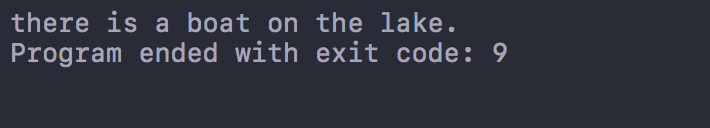 there is a boat on the lake.
Program ended with exit code: 9